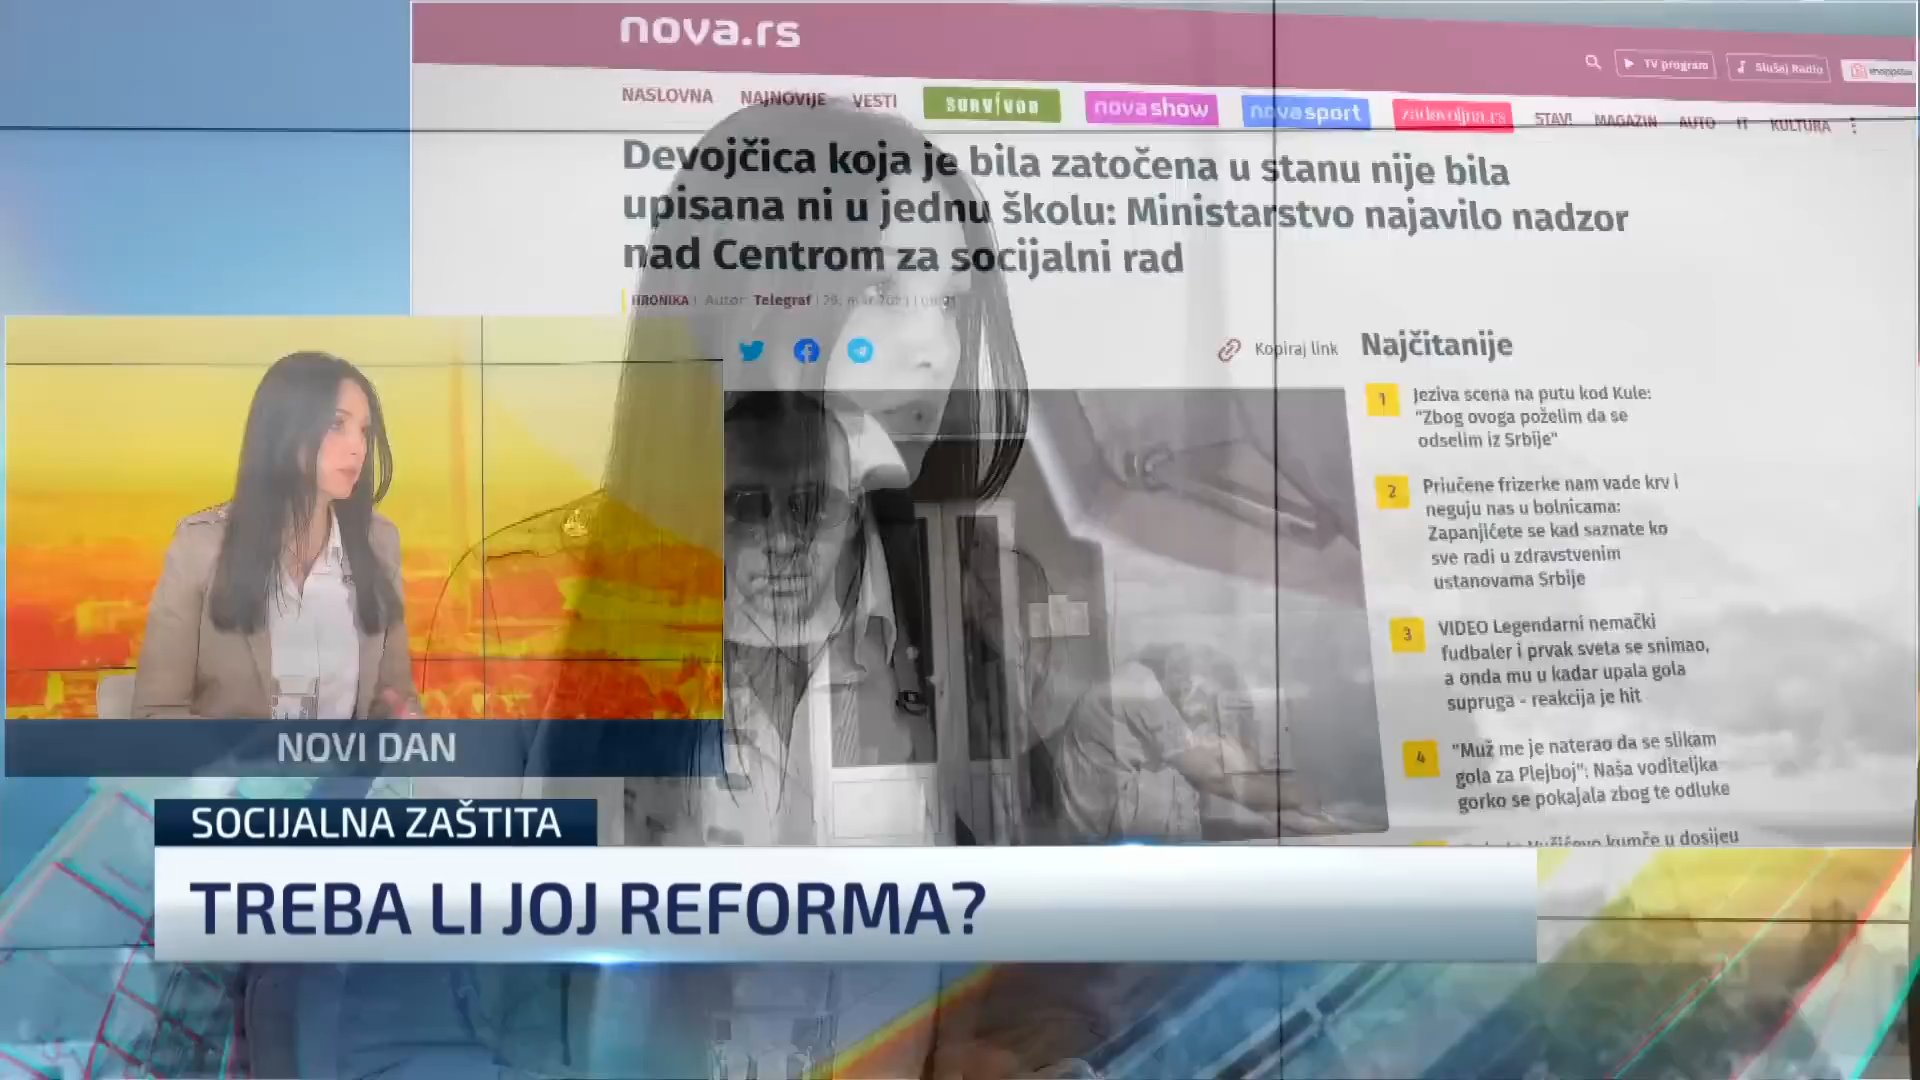 nova.rs
TV program
Slušaj Radio
NASLOVNA NAJNOVIJE VESTI SURVIVOR novashow novasport zadovoljna.rs STAV! MAGAZIN AUTO IT KULTURA
Devojčica koja je bila zatočena u stanu nije bila
upisana ni u jednu školu: Ministarstvo najavilo nadzor
nad Centrom za socijalni rad
HRONIKA | Autor: Telegraf
Kopiraj link
Najčitanije
1
Jeziva scena na putu kod Kule:
"Zbog ovoga poželim da se
odselim iz Srbije"
2
Priučene frizerke nam vade krv i
neguju nas u bolnicama:
Zapanjićete se kad saznate ko
sve radi u zdravstvenim
ustanovama Srbije
3
VIDEO Legendarni nemački
fudbaler i prvak sveta se snimao,
a onda mu u kadar upala gola
supruga - reakcija je hit
4
"Muž me je naterao da se slikam
gola za Plejboj": Naša voditeljka
gorko se pokajala zbog te odluke
kumče u dosijeu
NOVI DAN
SOCIJALNA ZAŠTITA
TREBA LI JOJ REFORMA?